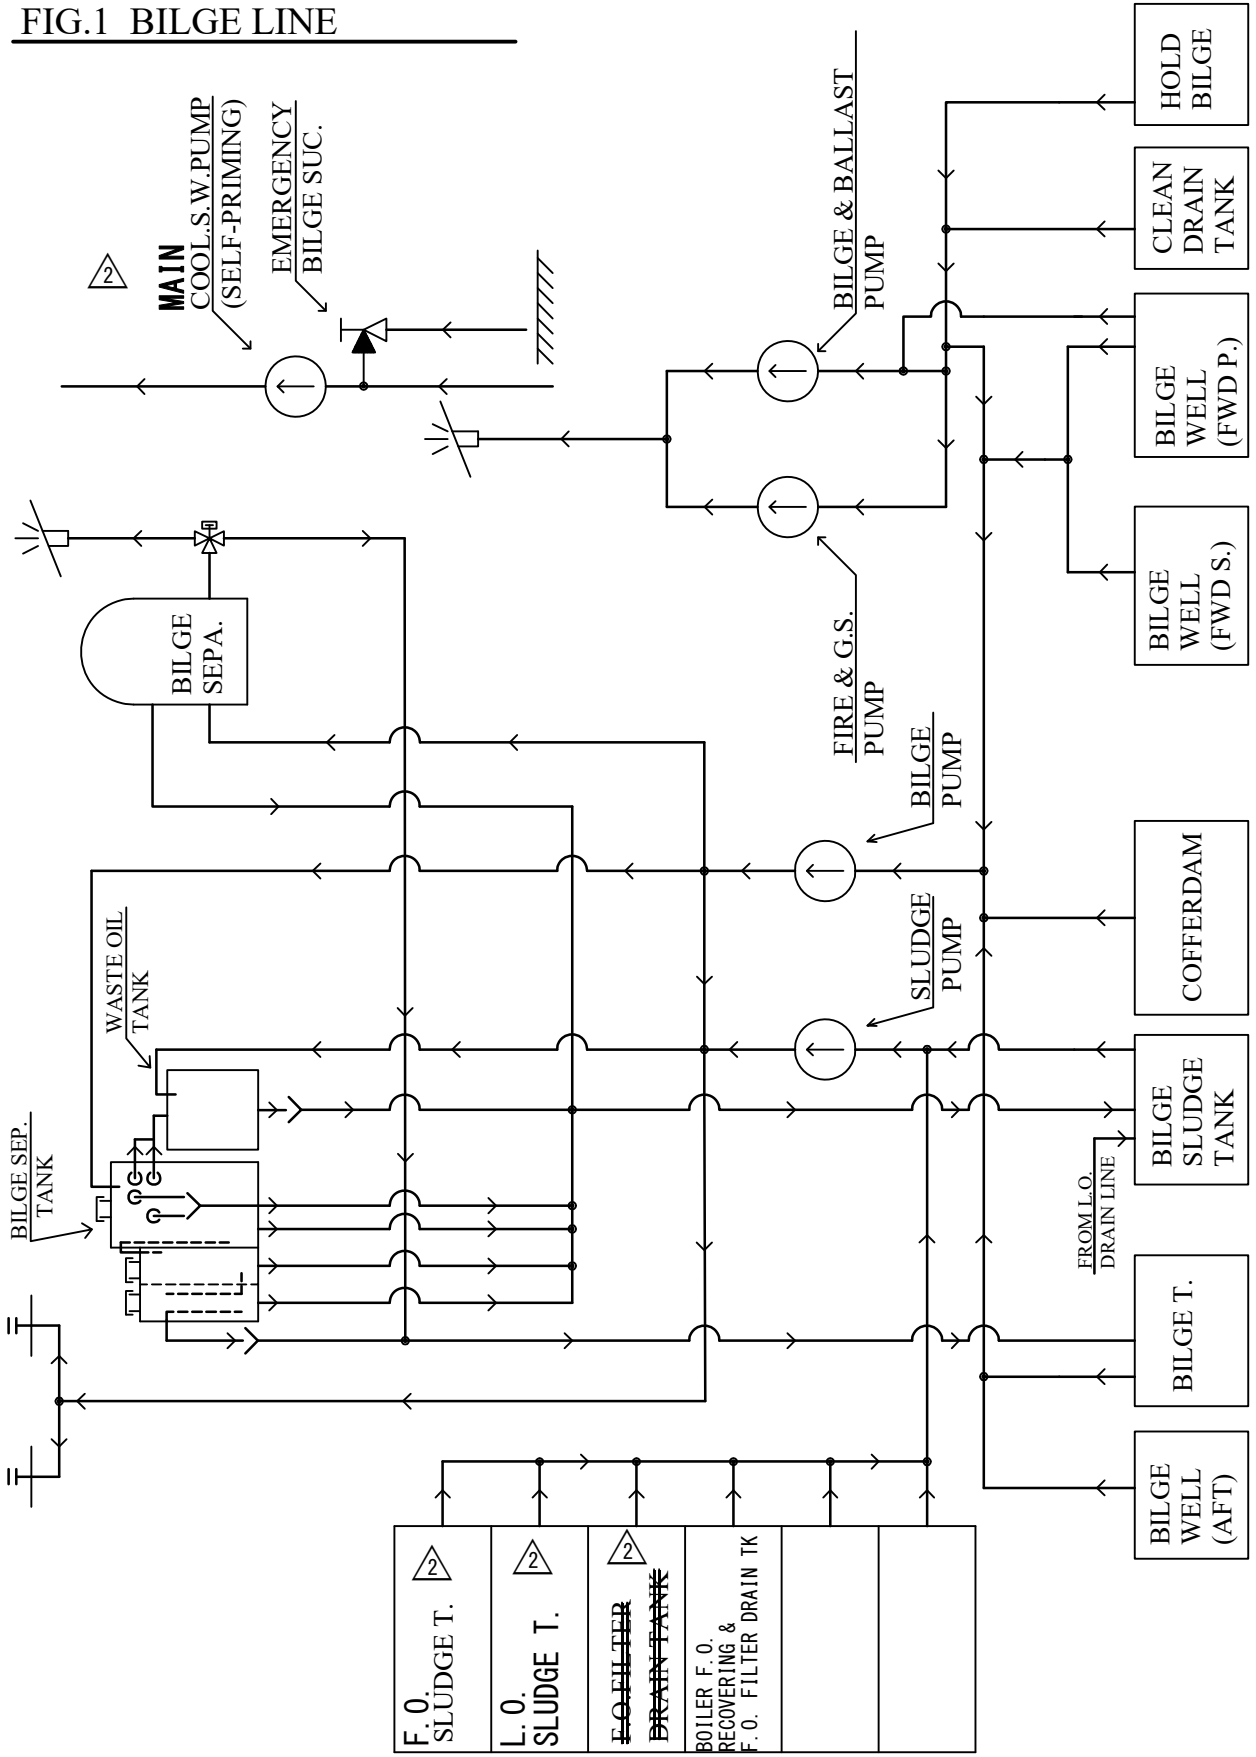 FIG.1 BILGE LINE
2
MAIN
COOL.S.W.PUMP
(SELF-PRIMING)
EMERGENCY
BILGE SUC.
BILGE & BALLAST
PUMP
HOLD
BILGE
CLEAN
DRAIN
TANK
BILGE
WELL
(FWD P.)
BILGE
WELL
(FWD S.)
FIRE & G.S.
PUMP
BILGE
SEPA.
BILGE
PUMP
SLUDGE
PUMP
COFFERDAM
WASTE OIL
TANK
BILGE SEP.
TANK
BILGE
SLUDGE
TANK
FROM L.O.
DRAIN LINE
BILGE T.
BILGE
WELL
(AFT)
F.O.
SLUDGE T.
2
L.O.
SLUDGE T.
2
F.O.FILTER
DRAIN TANK
2
BOILER F.O.
RECOVERING &
F.O. FILTER DRAIN TK